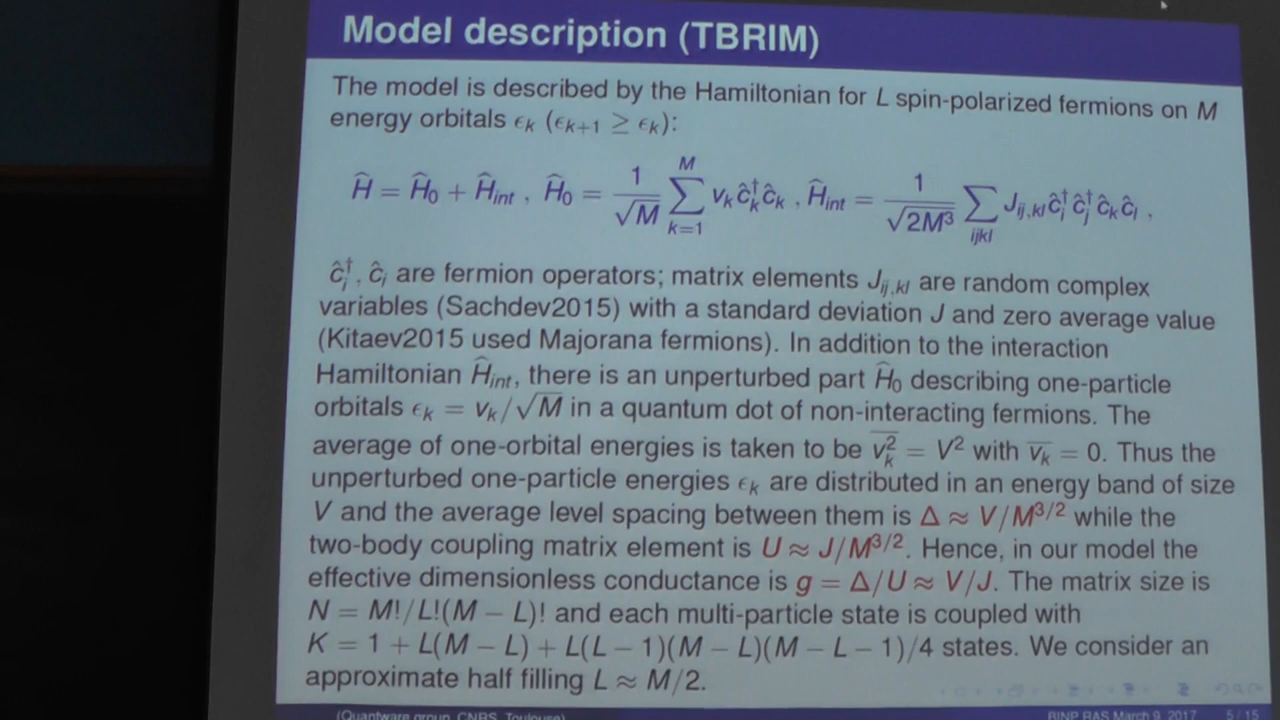 Model description (TBRIM)
The model is described by the Hamiltonian for L spin-polarized fermions on M
energy orbitals ϵ_k (ϵ_{k+1} ≥ ϵ_k):
Ĥ = Ĥ_0 + Ĥ_int , Ĥ_0 = 1/√M ∑_{k=1}^{M} v_k ĉ_k^† ĉ_k , Ĥ_int = 1/√(2M³) ∑_{ijkl} J_{ij,kl} ĉ_i^† ĉ_j^† ĉ_k ĉ_l ,
ĉ_i^†, ĉ_i are fermion operators; matrix elements J_{ij,kl} are random complex
variables (Sachdev2015) with a standard deviation J and zero average value
(Kitaev2015 used Majorana fermions). In addition to the interaction
Hamiltonian Ĥ_int, there is an unperturbed part Ĥ_0 describing one-particle
orbitals ϵ_k = v_k/√M in a quantum dot of non-interacting fermions. The
average of one-orbital energies is taken to be \overline{v_k^2} = V² with \overline{v_k} = 0. Thus the
unperturbed one-particle energies ϵ_k are distributed in an energy band of size
V and the average level spacing between them is Δ ≈ V/M^{3/2} while the
two-body coupling matrix element is U ≈ J/M^{3/2}. Hence, in our model the
effective dimensionless conductance is g = Δ/U ≈ V/J. The matrix size is
N = M!/L!(M − L)! and each multi-particle state is coupled with
K = 1 + L(M − L) + L(L − 1)(M − L)(M − L − 1)/4 states. We consider an
approximate half filling L ≈ M/2.
(Quantware group, CNRS, Toulouse)
BINP RAS March 9, 2017
5 / 15